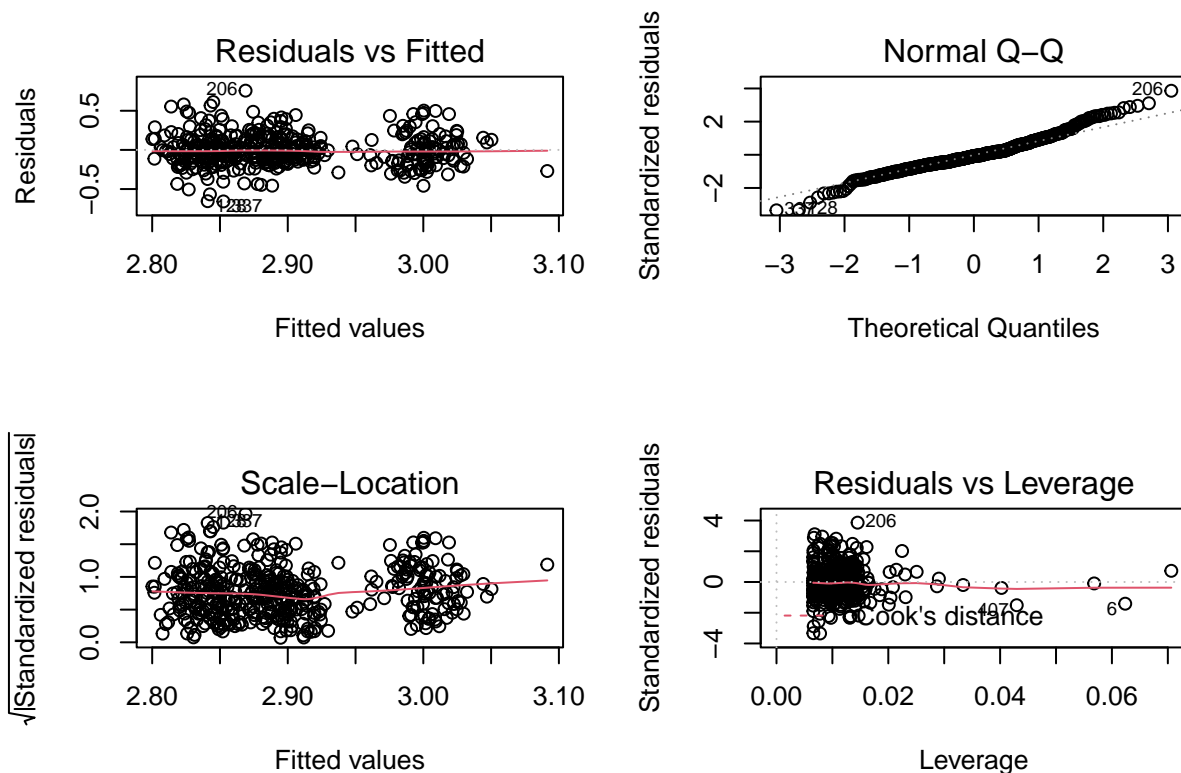 Residuals vs Fitted
Residuals
0.5
−0.5
206
337
2.80
2.90
3.00
3.10
Fitted values
Normal Q−Q
Standardized residuals
2
−2
206
−3
−2
−1
0
1
2
3
Theoretical Quantiles
Scale−Location
√|Standardized residuals|
2.0
1.0
0.0
206
337
2.80
2.90
3.00
3.10
Fitted values
Residuals vs Leverage
Standardized residuals
4
0
−4
206
407
6
Cook's distance
0.00
0.02
0.04
0.06
Leverage